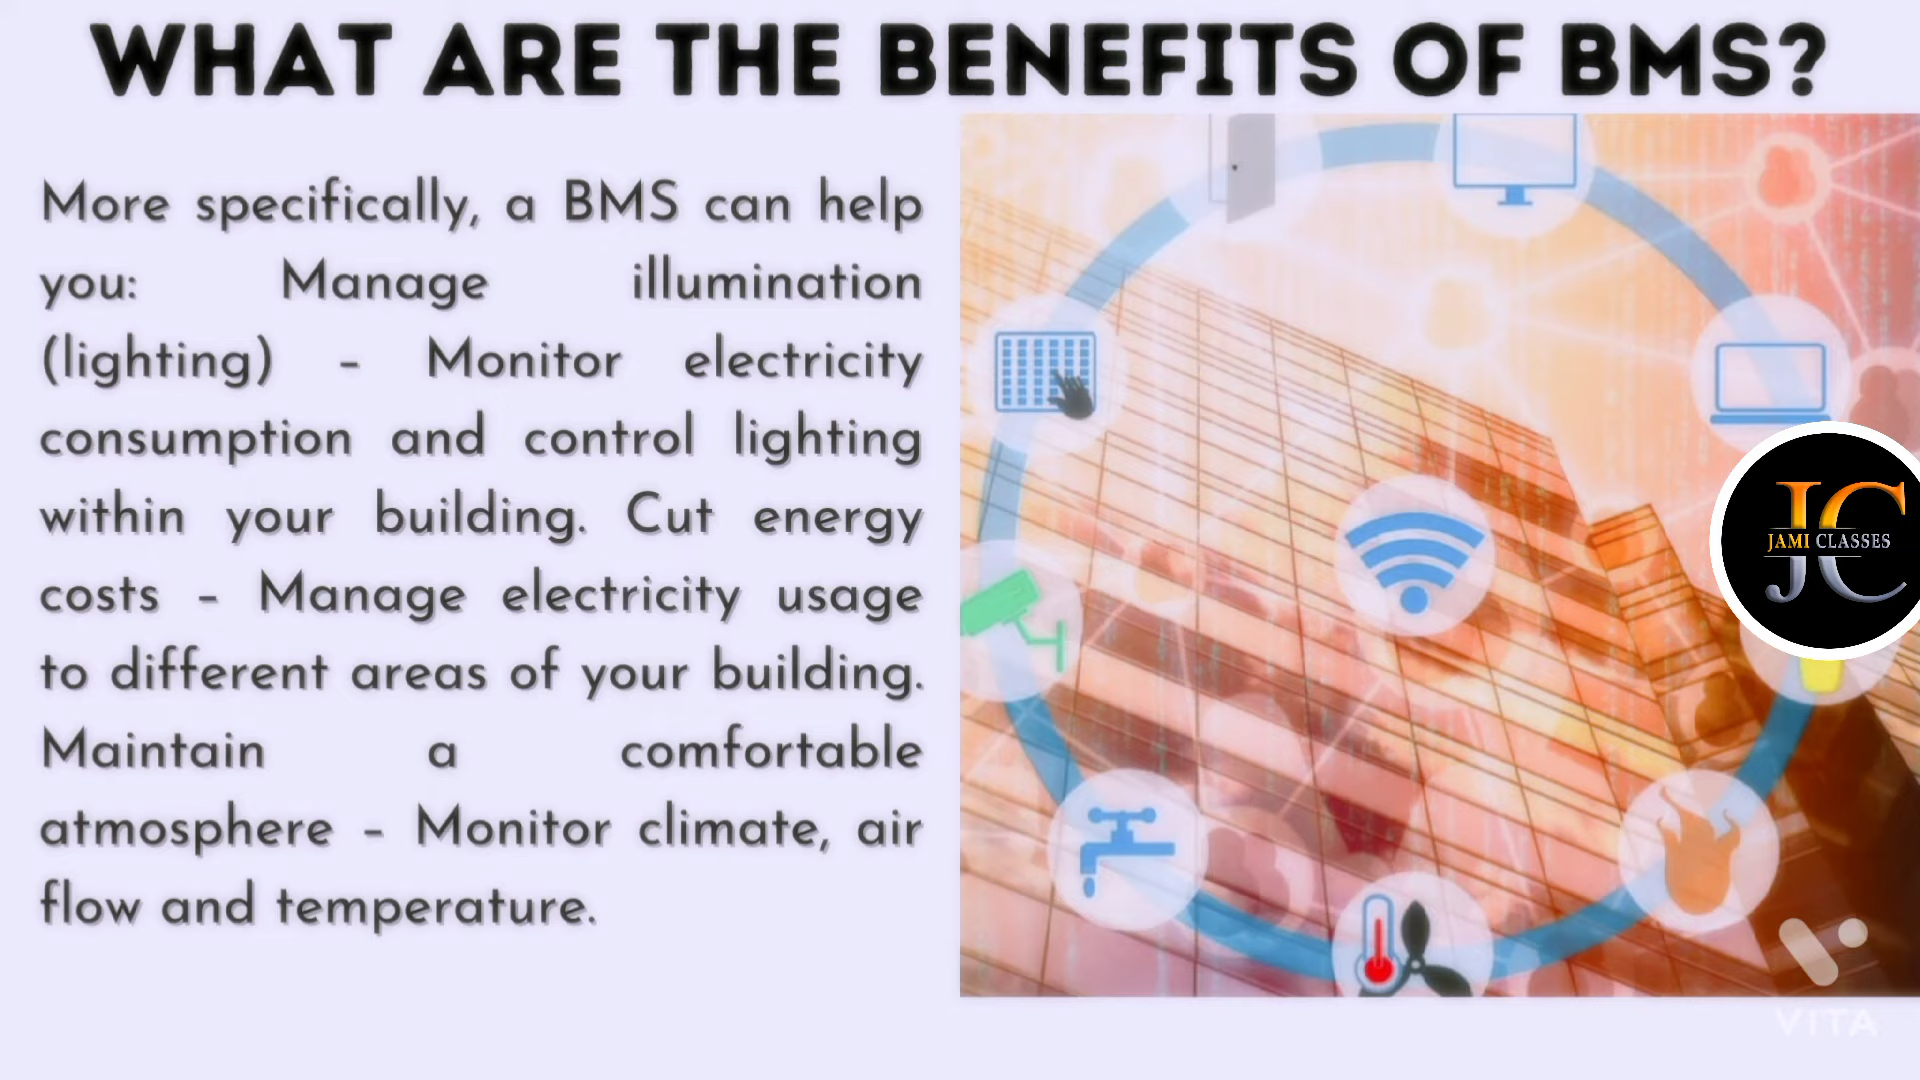 WHAT ARE THE BENEFITS OF BMS?
More specifically, a BMS can help
you: Manage illumination
(lighting) – Monitor electricity
consumption and control lighting
within your building. Cut energy
costs – Manage electricity usage
to different areas of your building.
Maintain a comfortable
atmosphere – Monitor climate, air
flow and temperature.
JC
JAMI CLASSES
VITA